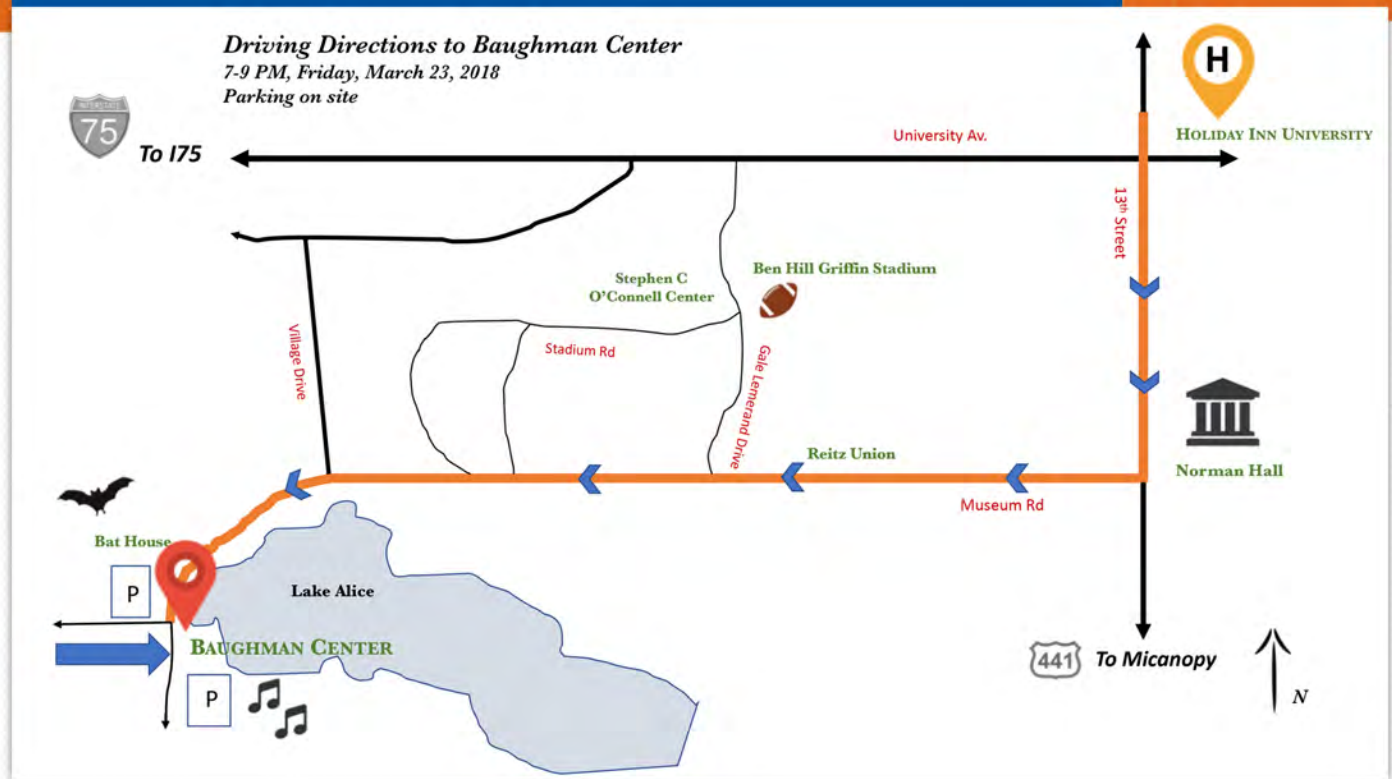 Driving Directions to Baughman Center
7-9 PM, Friday, March 23, 2018
Parking on site
INTERSTATE
75
To I75
University Av.
H
HOLIDAY INN UNIVERSITY
13th Street
Stephen C
O'Connell Center
Ben Hill Griffin Stadium
Village Drive
Stadium Rd
Gale Lemerand Drive
Reitz Union
Norman Hall
Museum Rd
Bat House
P
Lake Alice
BAUGHMAN CENTER
P
441
To Micanopy
N